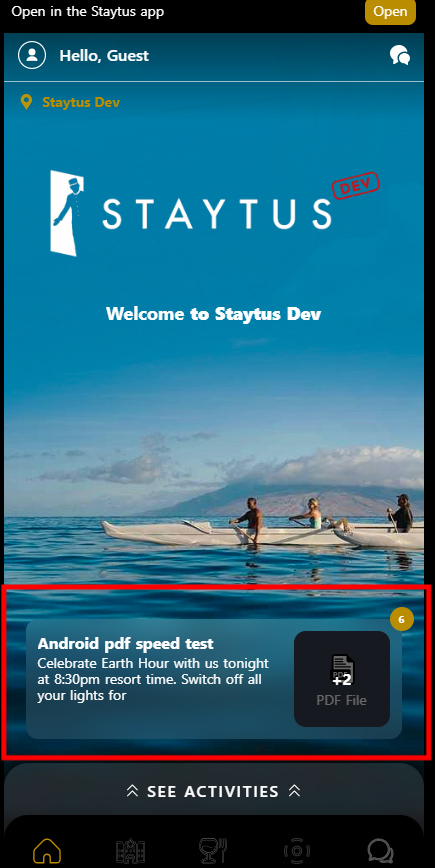 Open in the Staytus app
Open
Hello, Guest
Staytus Dev
STAYTUS
DEV
Welcome to Staytus Dev
6
Android pdf speed test
Celebrate Earth Hour with us tonight
at 8:30pm resort time. Switch off all
your lights for
+2
PDF File
SEE ACTIVITIES